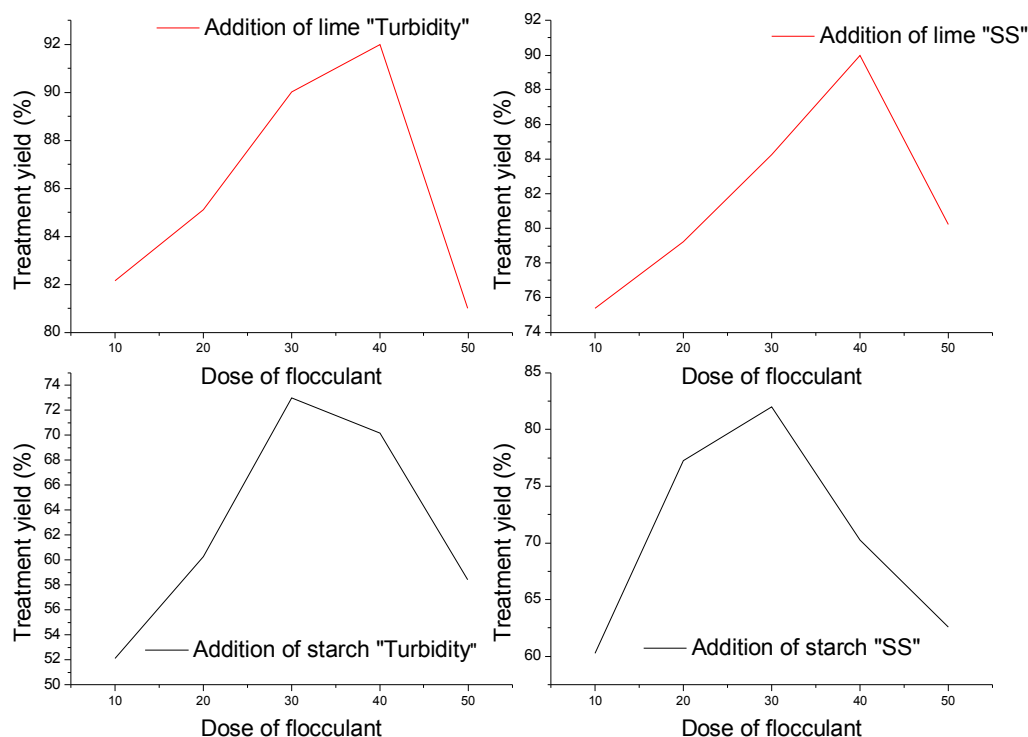 Addition of lime "Turbidity"
Treatment yield (%)
92
90
88
86
84
82
80
10 20 30 40 50
Dose of flocculant
Addition of lime "SS"
Treatment yield (%)
92
90
88
86
84
82
80
78
76
74
10 20 30 40 50
Dose of flocculant
Treatment yield (%)
74
72
70
68
66
64
62
60
58
56
54
52
50
Addition of starch "Turbidity"
10 20 30 40 50
Dose of flocculant
Treatment yield (%)
85
80
75
70
65
60
Addition of starch "SS"
10 20 30 40 50
Dose of flocculant